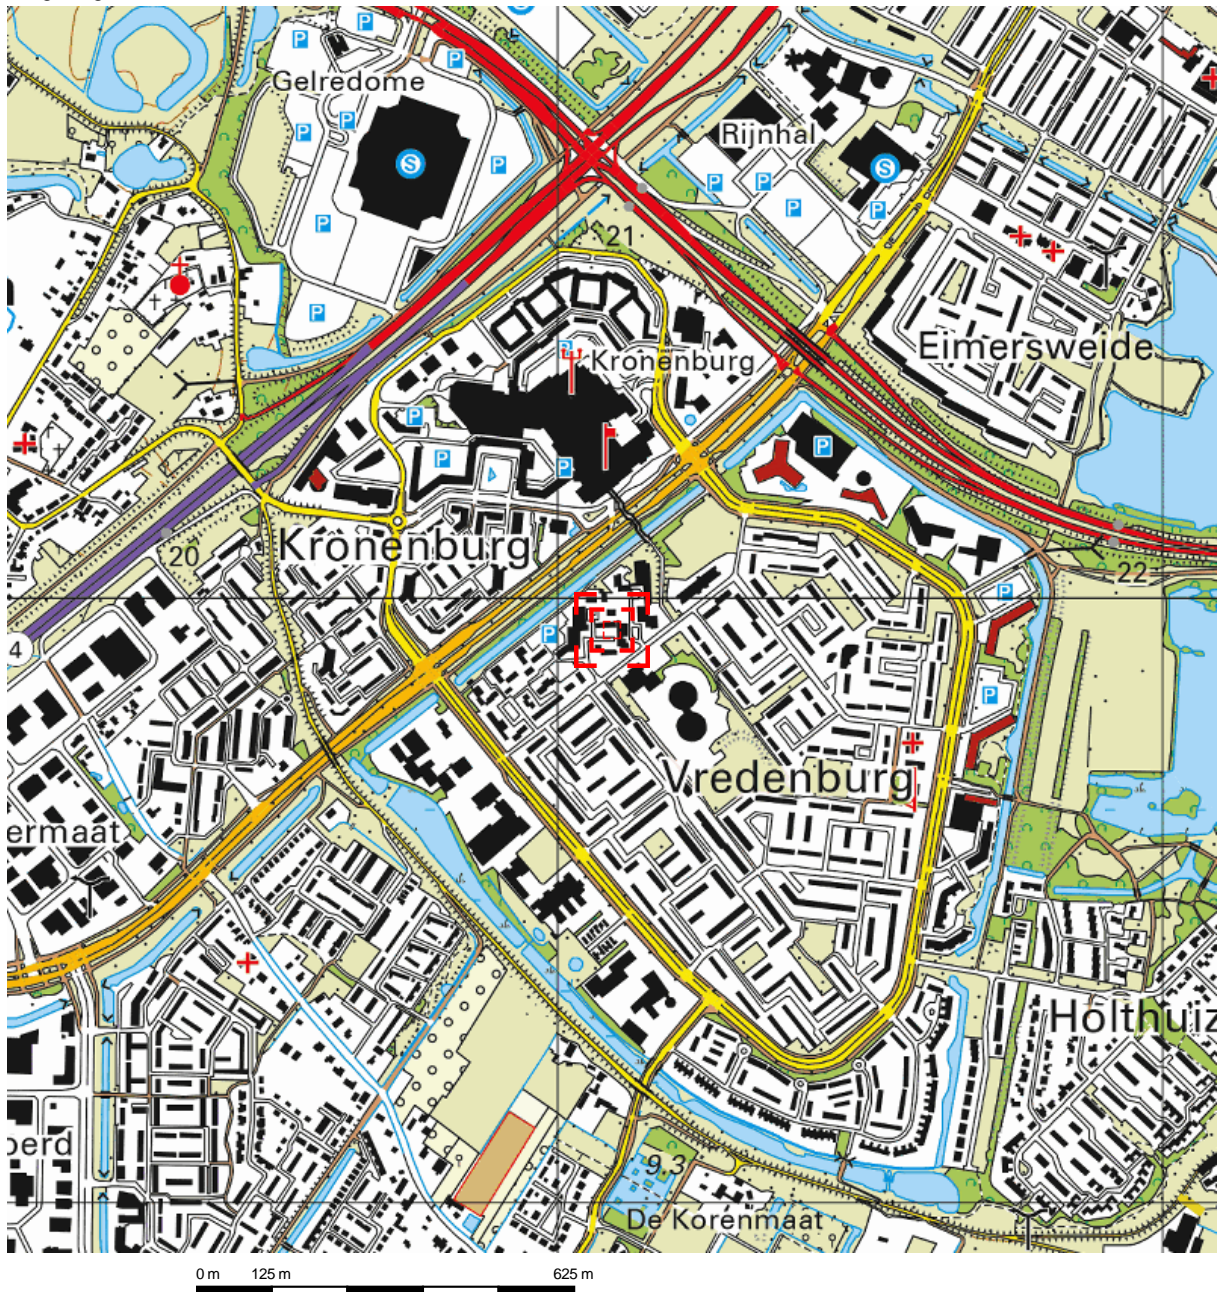 P
P
Gelredome
P
P
P
P
S
P
Rijnhal
S
P
P
P
P
21
P
Eimersweide
P
Kronenburg
P
P
P
P
Kronenburg
20
22
P
4
P
P
Vredenburg
ermaat
Holthuiz
oerd
9.3
De Korenmaat
0 m 125 m 625 m